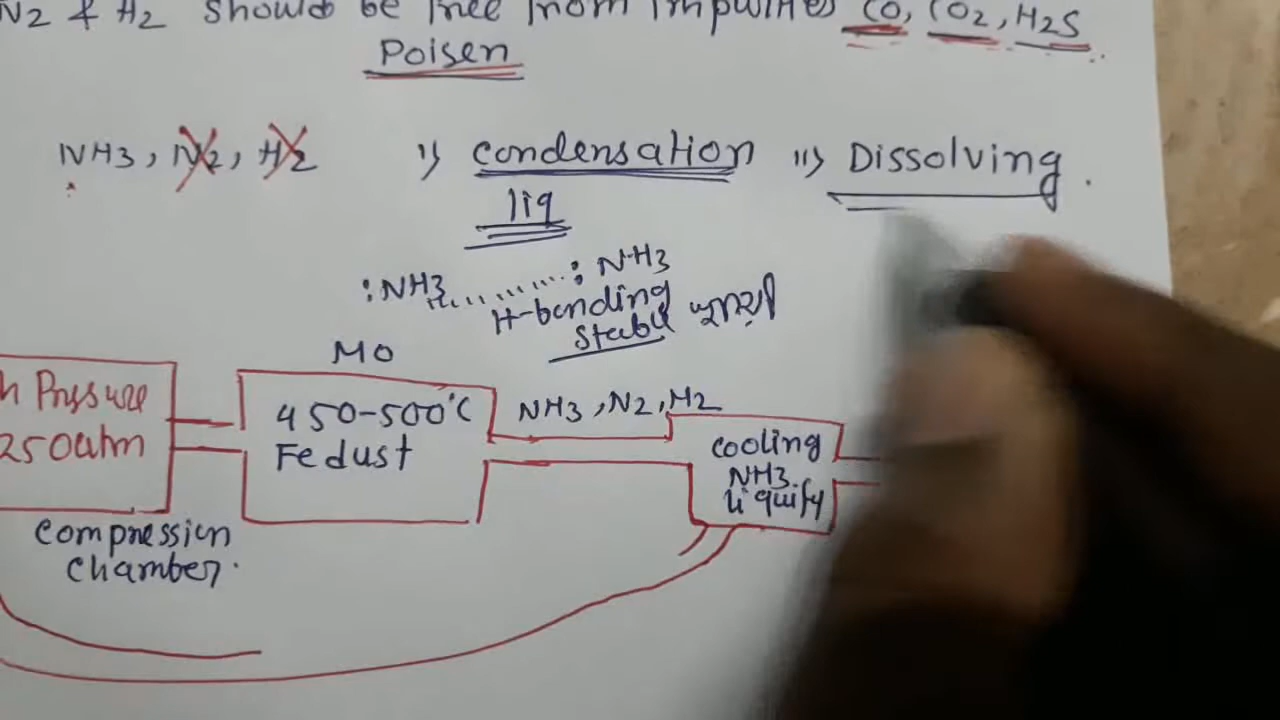 N2 & H2 should be free from impurities CO, CO2, H2S
Poisen
NH3, N2, H2 i) condensation ii) Dissolving.
liq
:NH3 ............ :NH3
H-bonding
Stable
MO
Pressure
250atm
450-500°C
Fe dust
NH3, N2, H2
cooling
NH3
liquify
compression
chamber.